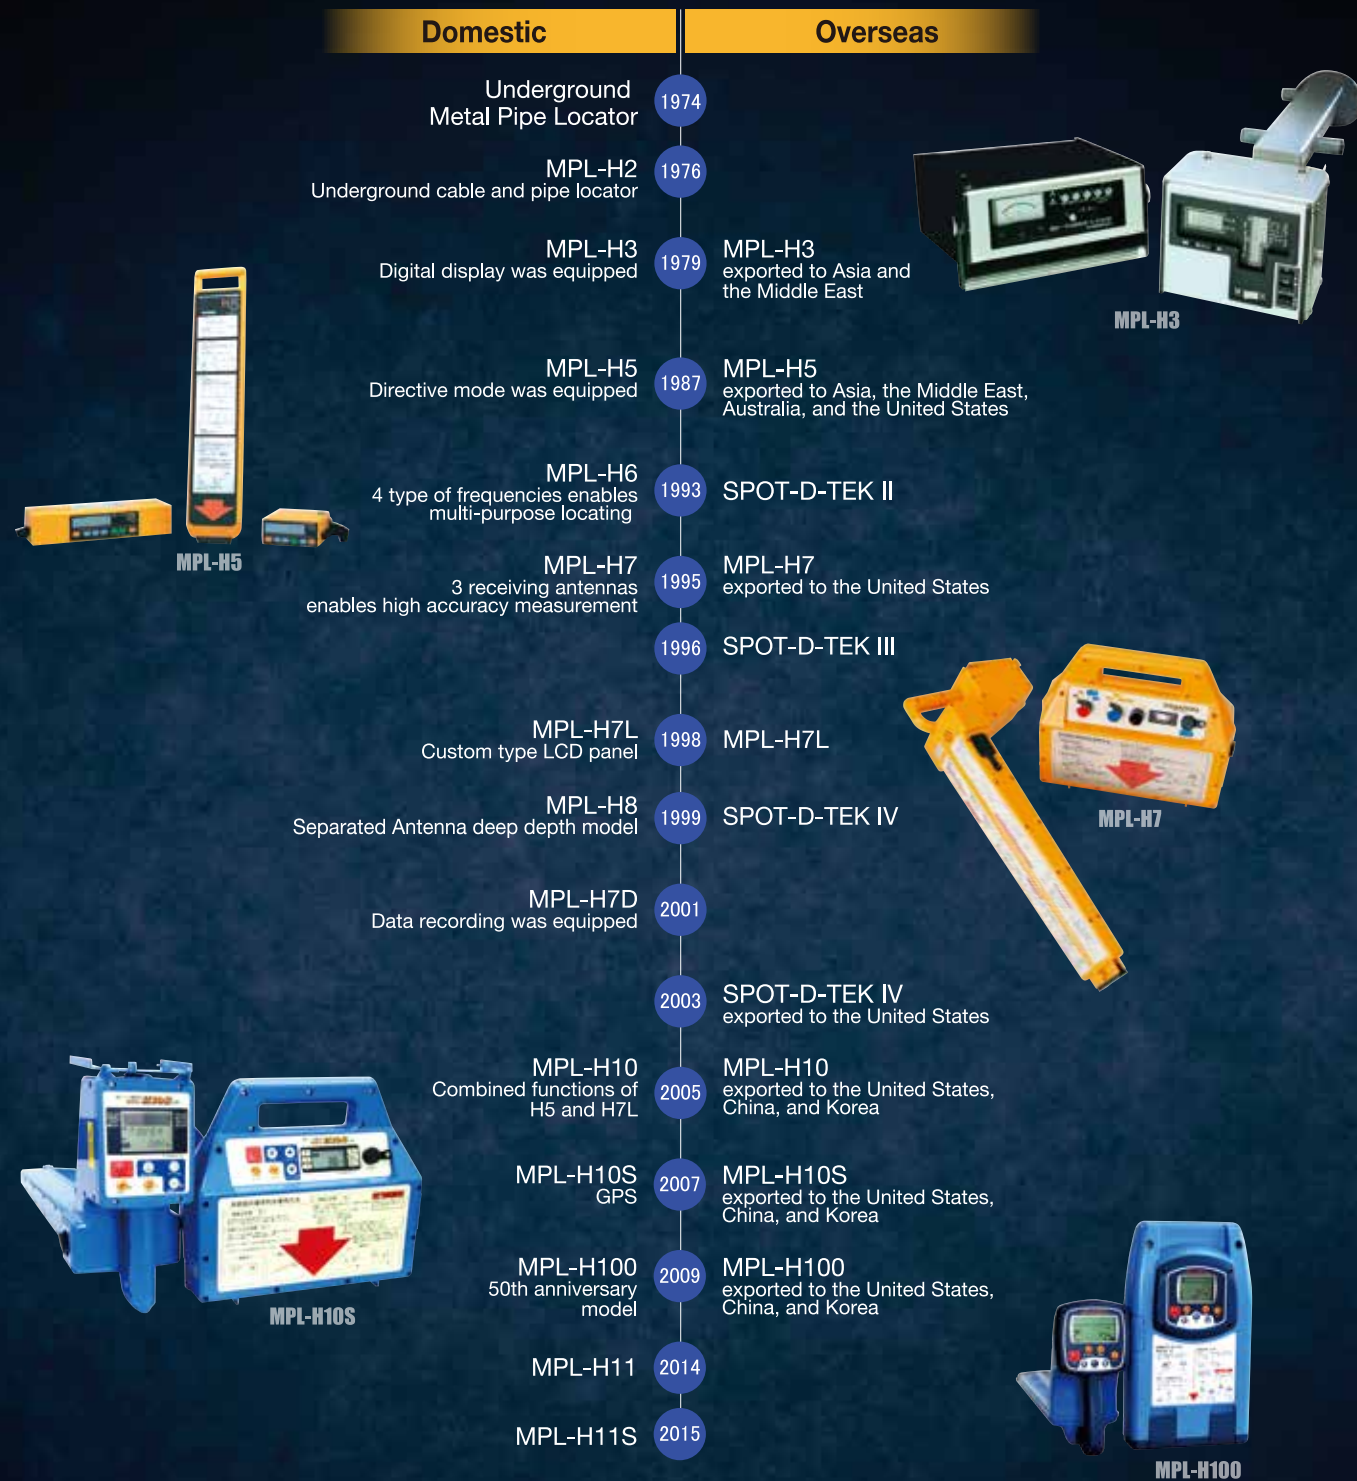 Domestic
Overseas
Underground
Metal Pipe Locator
1974
MPL-H2
Underground cable and pipe locator
1976
MPL-H3
Digital display was equipped
1979
MPL-H3
exported to Asia and
the Middle East
MPL-H3
MPL-H5
Directive mode was equipped
1987
MPL-H5
exported to Asia, the Middle East,
Australia, and the United States
MPL-H5
MPL-H6
4 type of frequencies enables
multi-purpose locating
1993
SPOT-D-TEK II
MPL-H7
3 receiving antennas
enables high accuracy measurement
1995
MPL-H7
exported to the United States
1996
SPOT-D-TEK III
MPL-H7L
Custom type LCD panel
1998
MPL-H7L
MPL-H7
MPL-H8
Separated Antenna deep depth model
1999
SPOT-D-TEK IV
MPL-H7D
Data recording was equipped
2001
2003
SPOT-D-TEK IV
exported to the United States
MPL-H10
Combined functions of
H5 and H7L
2005
MPL-H10
exported to the United States,
China, and Korea
MPL-H10S
GPS
2007
MPL-H10S
exported to the United States,
China, and Korea
MPL-H10S
MPL-H100
50th anniversary
model
2009
MPL-H100
exported to the United States,
China, and Korea
MPL-H11
2014
MPL-H11S
2015
MPL-H100